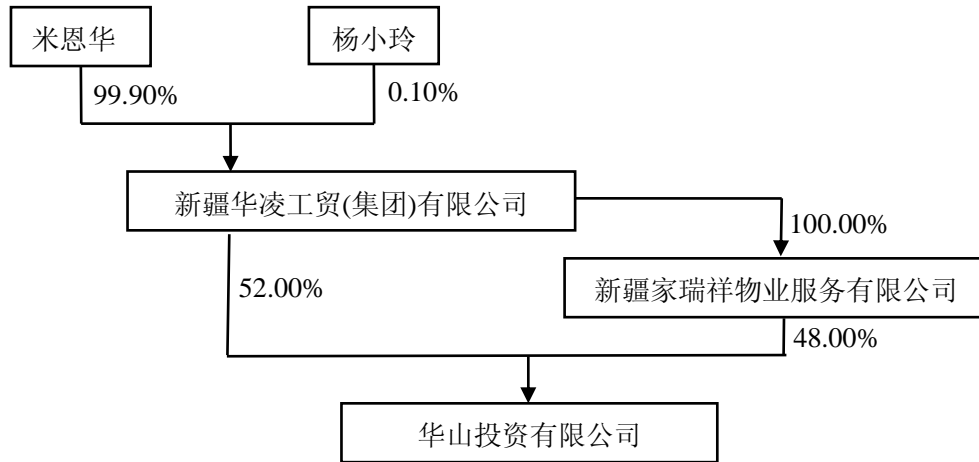 米恩华
杨小玲
99.90%
0.10%
新疆华凌工贸(集团)有限公司
100.00%
52.00%
新疆家瑞祥物业服务有限公司
48.00%
华山投资有限公司